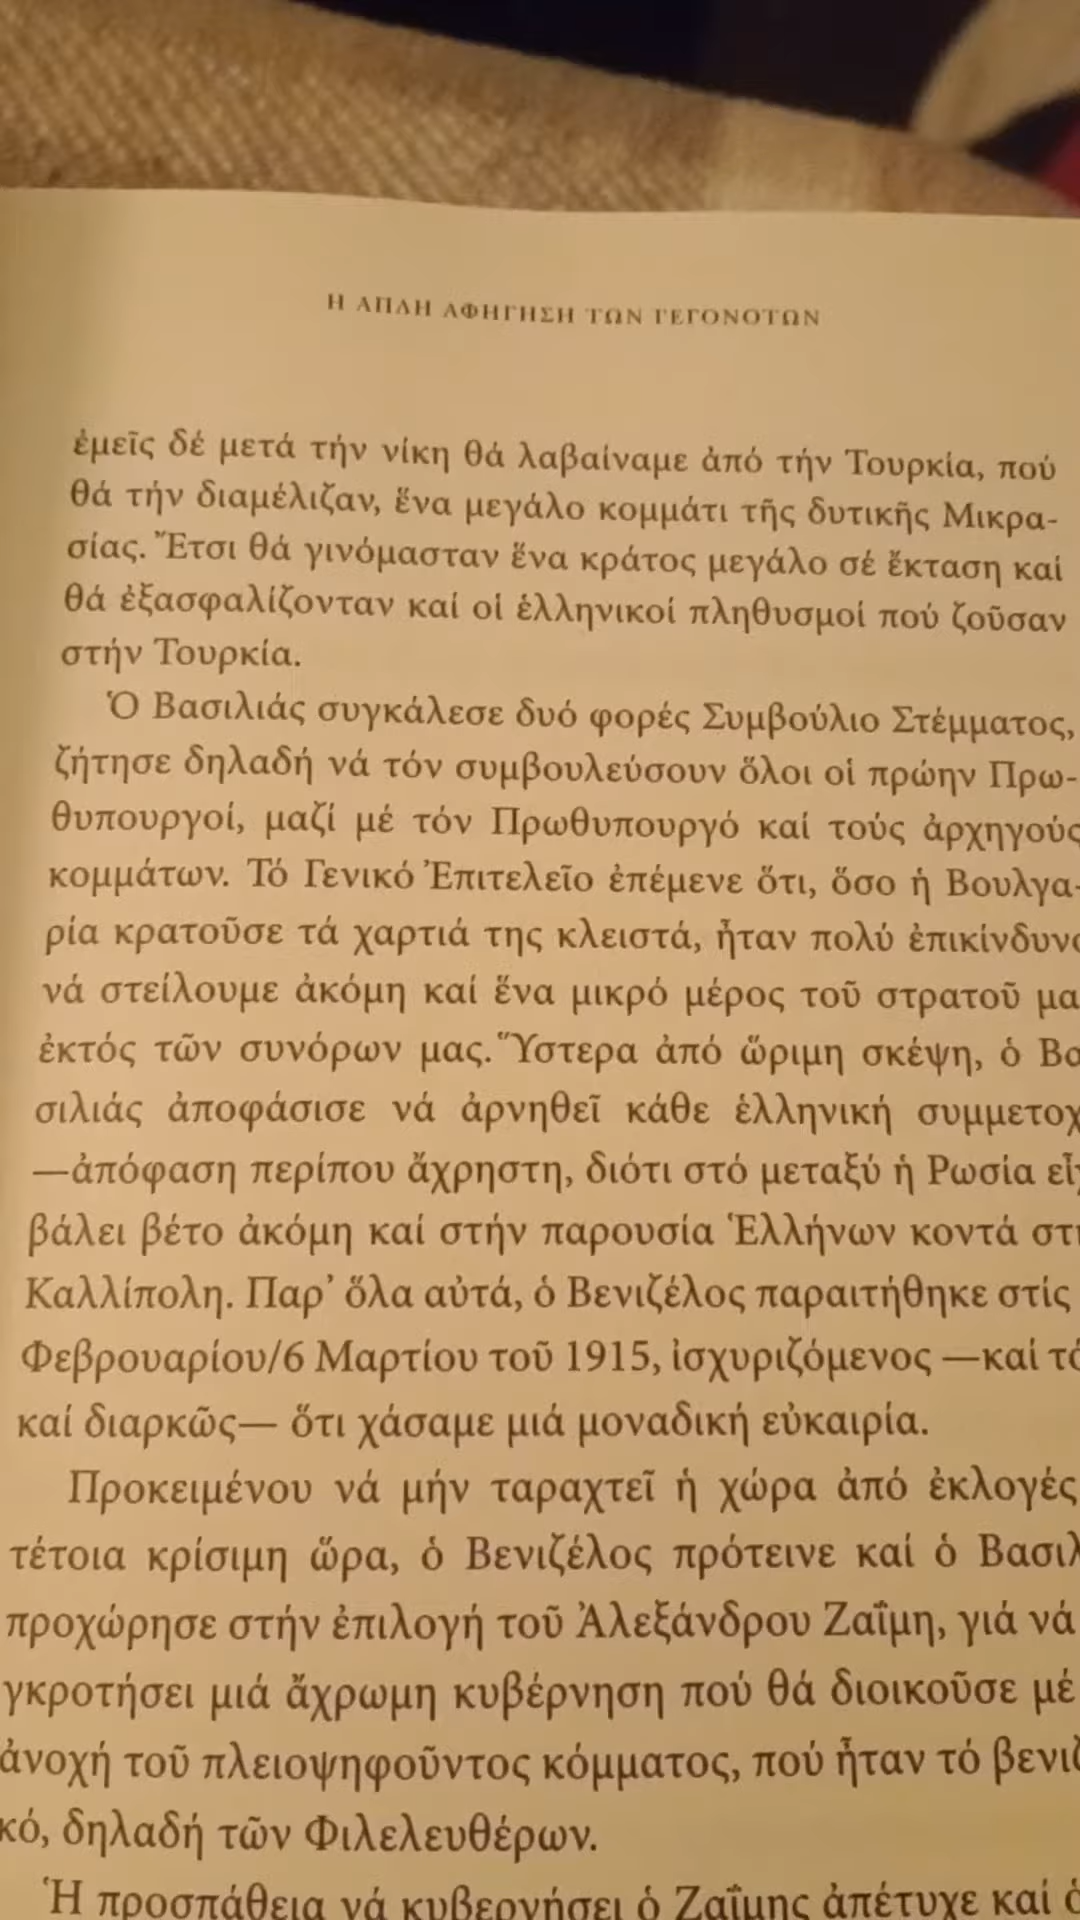 Η ΑΠΛΗ ΑΦΗΓΗΣΗ ΤΩΝ ΓΕΓΟΝΟΤΩΝ
ἐμεῖς δέ μετά τήν νίκη θά λαβαίναμε ἀπό τήν Τουρκία, πού
θά τήν διαμέλιζαν, ἕνα μεγάλο κομμάτι τῆς δυτικῆς Μικρα-
σίας. Ἔτσι θά γινόμασταν ἕνα κράτος μεγάλο σέ ἔκταση καί
θά ἐξασφαλίζονταν καί οἱ ἑλληνικοί πληθυσμοί πού ζοῦσαν
στήν Τουρκία.
Ὁ Βασιλιάς συγκάλεσε δυό φορές Συμβούλιο Στέμματος,
ζήτησε δηλαδή νά τόν συμβουλεύσουν ὅλοι οἱ πρώην Πρω-
θυπουργοί, μαζί μέ τόν Πρωθυπουργό καί τούς ἀρχηγούς
κομμάτων. Τό Γενικό Ἐπιτελεῖο ἐπέμενε ὅτι, ὅσο ἡ Βουλγα-
ρία κρατοῦσε τά χαρτιά της κλειστά, ἦταν πολύ
νά στείλουμε ἀκόμη καί ἕνα μικρό μέρος τοῦ στρατοῦ
ἐκτός τῶν συνόρων μας. Ὕστερα ἀπό ὥριμη σκέψη, ὁ
σιλιάς ἀποφάσισε νά ἀρνηθεῖ κάθε ἑλληνική
—ἀπόφαση περίπου ἄχρηστη, διότι στό μεταξύ ἡ Ρωσία
βάλει βέτο ἀκόμη καί στήν παρουσία Ἑλλήνων κοντά
Καλλίπολη. Παρ’ ὅλα αὐτά, ὁ Βενιζέλος παραιτήθηκε στίς
Φεβρουαρίου/6 Μαρτίου τοῦ 1915, ἰσχυριζόμενος —καί
καί διαρκῶς— ὅτι χάσαμε μιά μοναδική εὐκαιρία.
Προκειμένου νά μήν ταραχτεῖ ἡ χώρα ἀπό ἐκλογές
τέτοια κρίσιμη ὥρα, ὁ Βενιζέλος πρότεινε καί ὁ
προχώρησε στήν ἐπιλογή τοῦ Ἀλεξάνδρου Ζαΐμη, γιά νά
γκροτήσει μιά ἄχρωμη κυβέρνηση πού θά διοικοῦσε μέ
ἀνοχή τοῦ πλειοψηφοῦντος κόμματος, πού ἦταν τό
κό, δηλαδή τῶν Φιλελευθέρων.
Ἡ προσπάθεια νά κυβερνήσει ὁ Ζαΐμης ἀπέτυχε καί